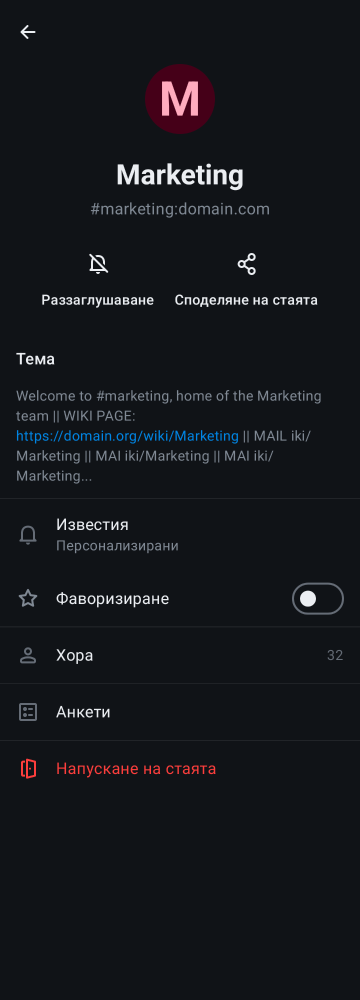 M
Marketing
#marketing:domain.com
Раззаглушаване
Споделяне на стаята
Тема
Welcome to #marketing, home of the Marketing
team || WIKI PAGE:
https://domain.org/wiki/Marketing || MAIL iki/
Marketing || MAI iki/Marketing || MAI iki/
Marketing...
Известия
Персонализирани
Фаворизиране
Хора
32
Анкети
Напускане на стаята